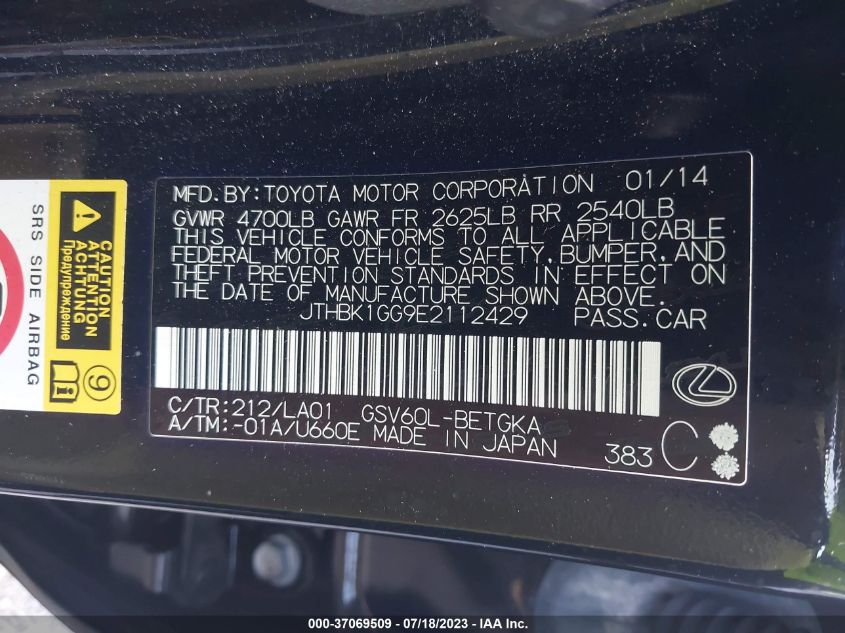 MFD.BY:TOYOTA MOTOR CORPORATION 01/14
GVWR 4700LB GAWR FR 2625LB RR 2540LB
THIS VEHICLE CONFORMS TO ALL APPLICABLE
FEDERAL MOTOR VEHICLE SAFETY, BUMPER, AND
THEFT PREVENTION STANDARDS IN EFFECT ON
THE DATE OF MANUFACTURE SHOWN ABOVE.
JTHBK1GG9E2112429 PASS.CAR
C/TR:212/LA01 GSV60L-BETGKA
A/TM:-01A/U660E MADE IN JAPAN
383 C
SRS SIDE AIRBAG
CAUTION
ATTENTION
ACHTUNG
Предупреждение
9
000-37069509 / 07/18/2023 / IAA Inc.